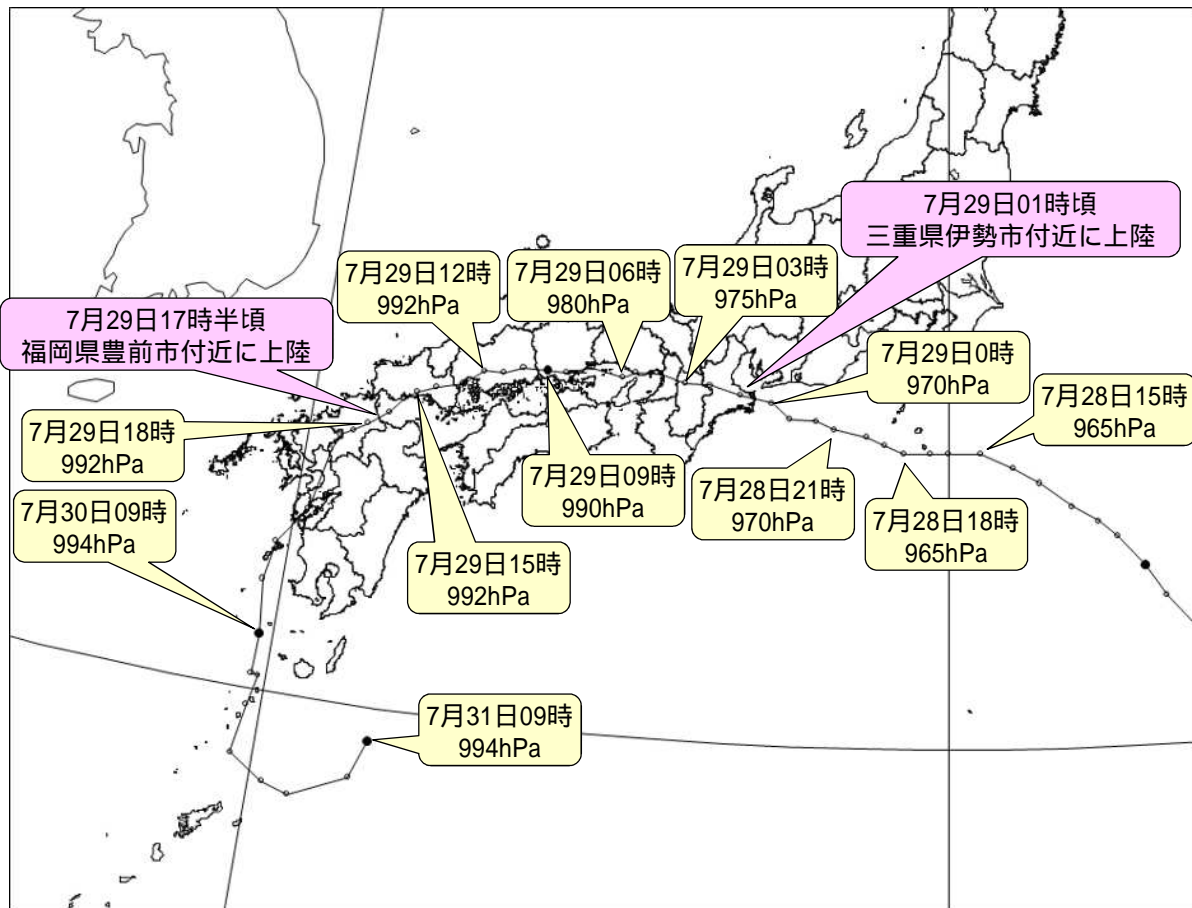 7月29日01時頃
三重県伊勢市付近に上陸
7月29日12時
992hPa
7月29日06時
980hPa
7月29日03時
975hPa
7月29日17時半頃
福岡県豊前市付近に上陸
7月29日0時
970hPa
7月28日15時
965hPa
7月29日18時
992hPa
7月29日09時
990hPa
7月28日21時
970hPa
7月28日18時
965hPa
7月30日09時
994hPa
7月29日15時
992hPa
7月31日09時
994hPa